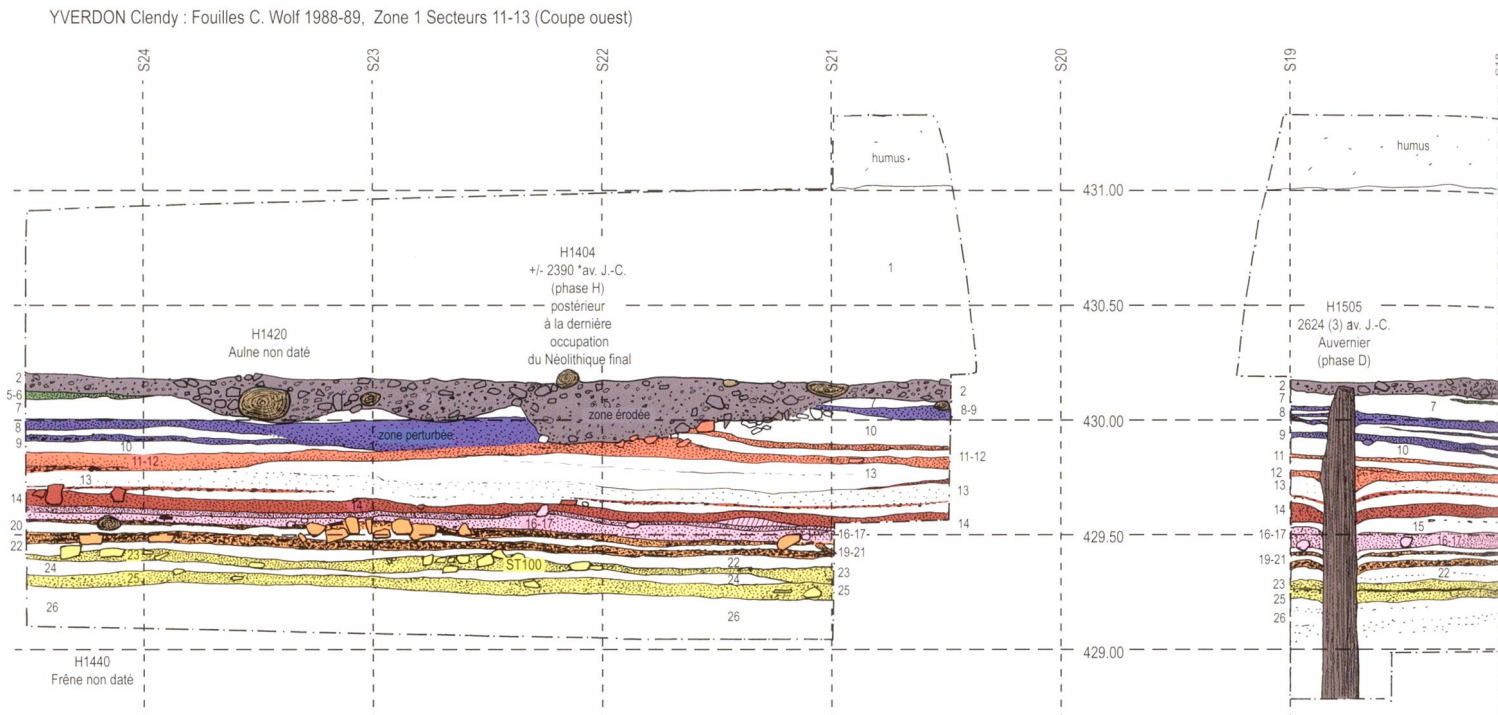 YVERDON Clendy : Fouilles C. Wolf 1988-89, Zone 1 Secteurs 11-13 (Coupe ouest)
S24
S23
S22
S21
S20
S19
humus
humus
431.00
H1404
+/- 2390 *av. J.-C.
(phase H)
postérieur
à la dernière
occupation
du Néolithique final
1
430.50
H1420
Aulne non daté
H1505
2624 (3) av. J.-C.
Auvernier
(phase D)
2
5-6
7
8
9
10
11-12
13
14
20
22
24
23
25
26
zone érodée
zone perturbée
14
16-17
ST100
22
24
26
2
8-9
10
11-12
13
13
14
16-17
19-21
23
25
430.00
429.50
429.00
2
7
8
9
11
12
13
14
16-17
19-21
23
25
26
7
10
15
16-17
22
H1440
Frêne non daté